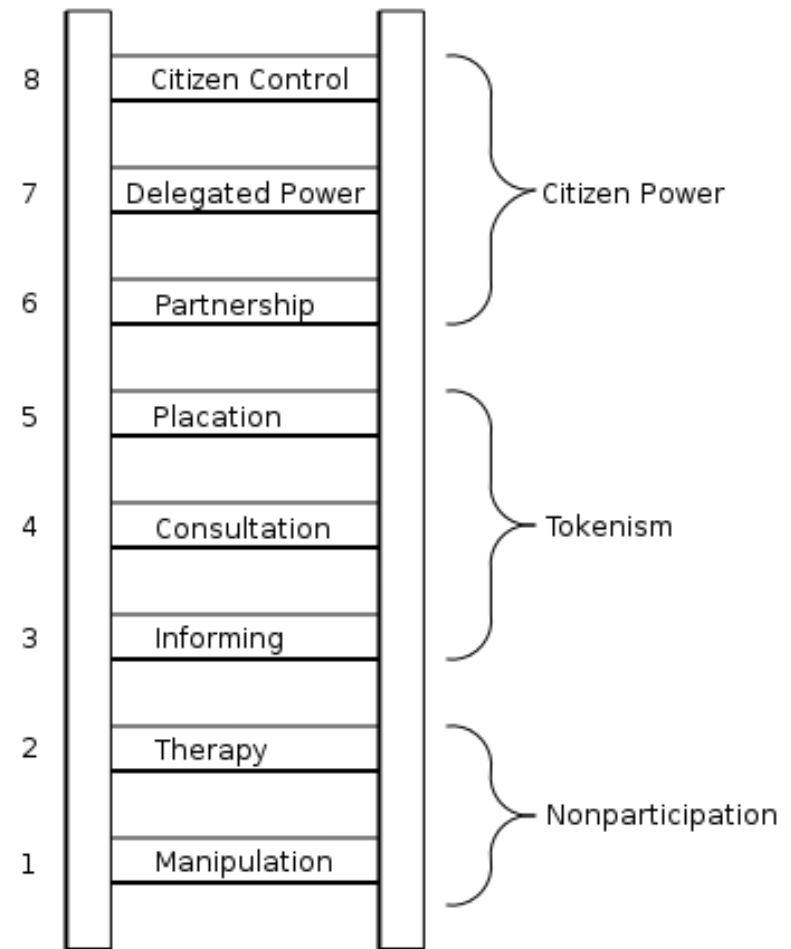 8 Citizen Control
7 Delegated Power
Citizen Power
6 Partnership
5 Placation
4 Consultation
Tokenism
3 Informing
2 Therapy
Nonparticipation
1 Manipulation